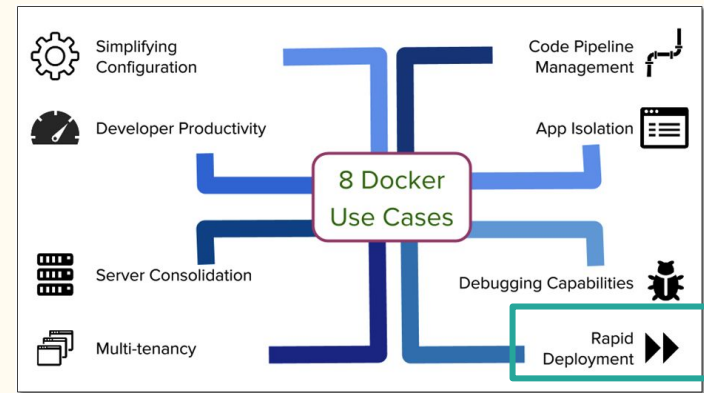 Simplifying
Configuration
Developer Productivity
Server Consolidation
Multi-tenancy
8 Docker
Use Cases
Code Pipeline
Management
App Isolation
Debugging Capabilities
Rapid
Deployment